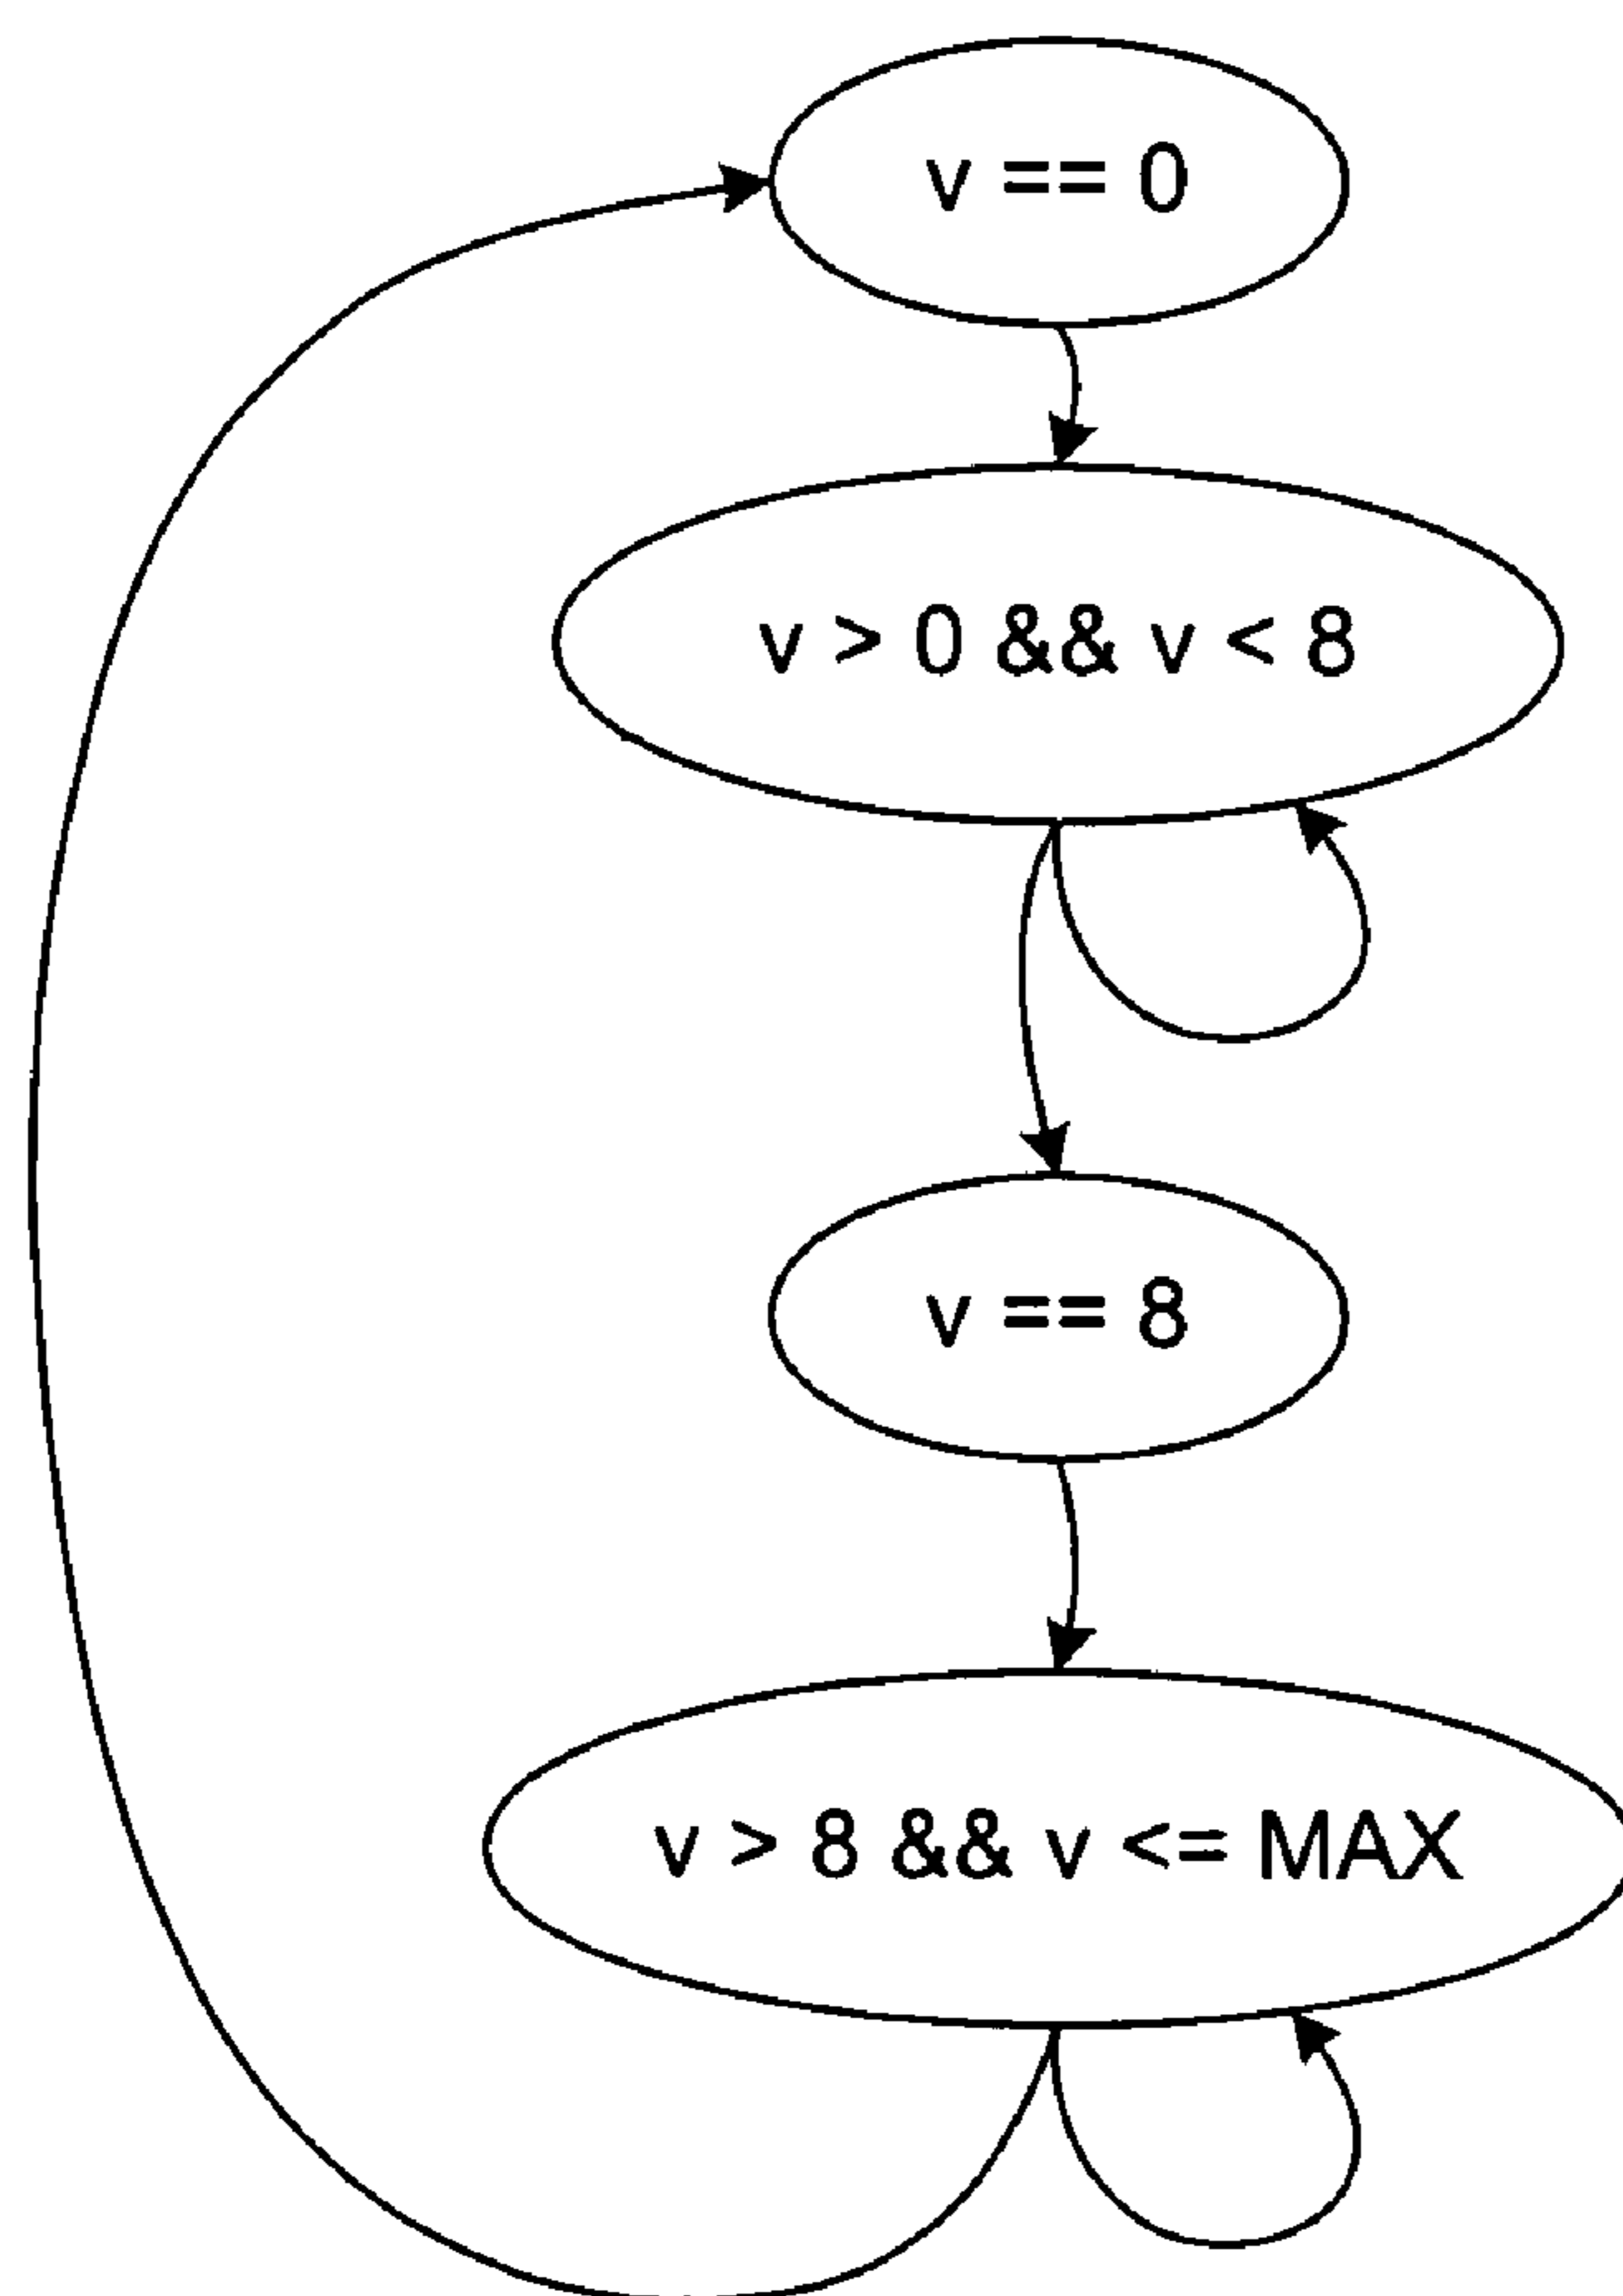 v == 0
v > 0 && v < 8
v == 8
v > 8 && v <= MAX